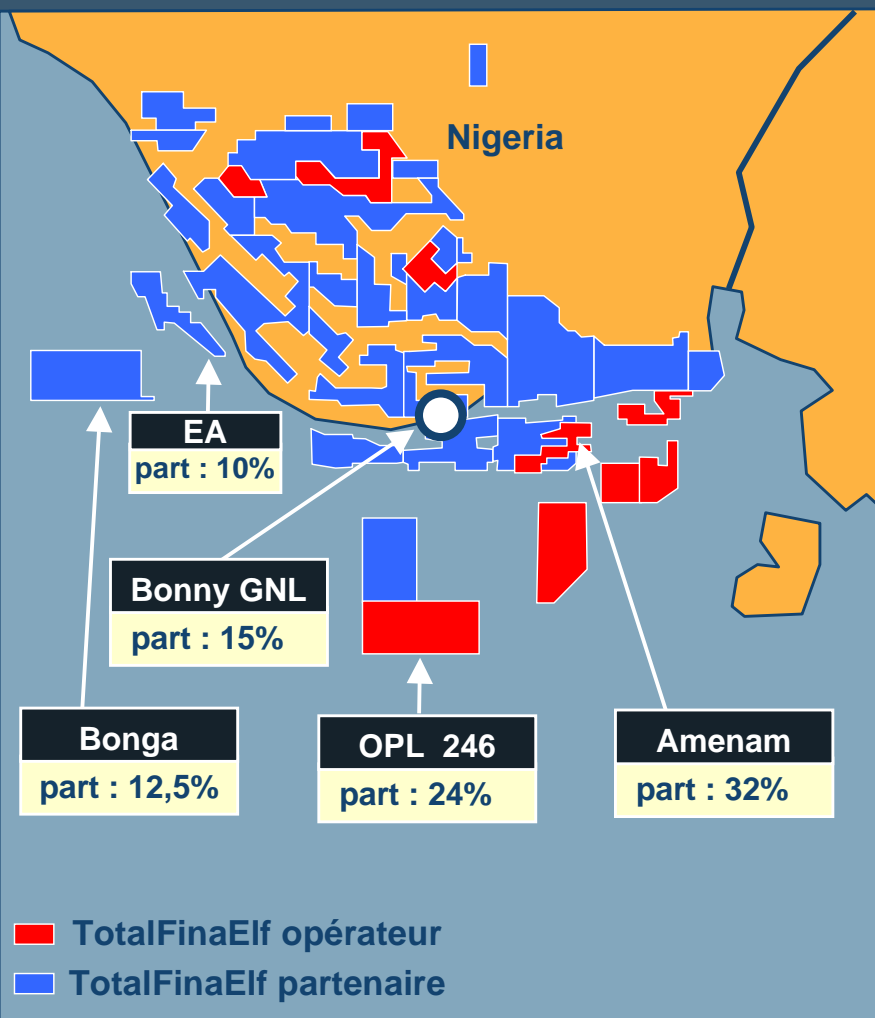 Nigeria
EA
part : 10%
Bonny GNL
part : 15%
Bonga
part : 12,5%
OPL 246
part : 24%
Amenam
part : 32%
TotalFinaElf opérateur
TotalFinaElf partenaire